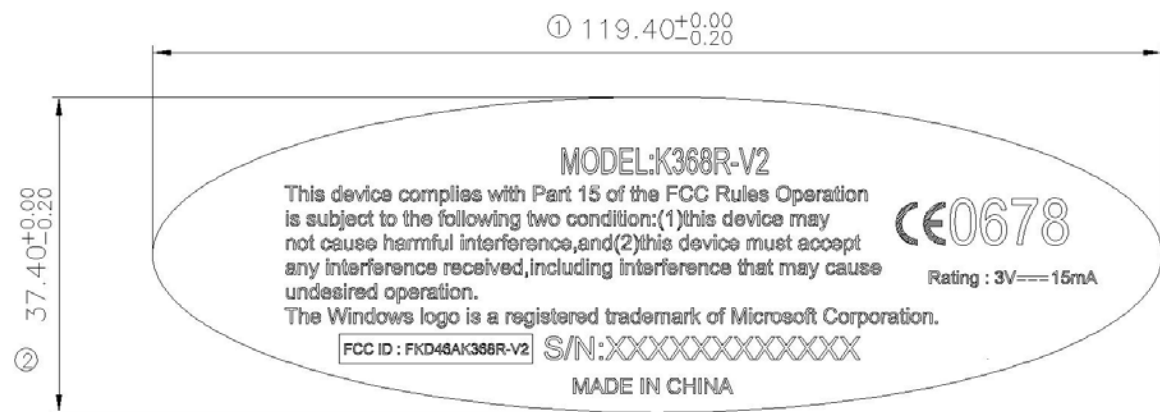 ① 119.40+0.00 -0.20
② 37.40+0.00 -0.20
MODEL:K368R-V2
This device complies with Part 15 of the FCC Rules Operation
is subject to the following two condition:(1)this device may
not cause harmful interference,and(2)this device must accept
any interference received,including interference that may cause
undesired operation.
The Windows logo is a registered trademark of Microsoft Corporation.
CE0678
Rating : 3V⎓15mA
FCC ID : FKD46AK368R-V2
S/N:XXXXXXXXXXXX
MADE IN CHINA